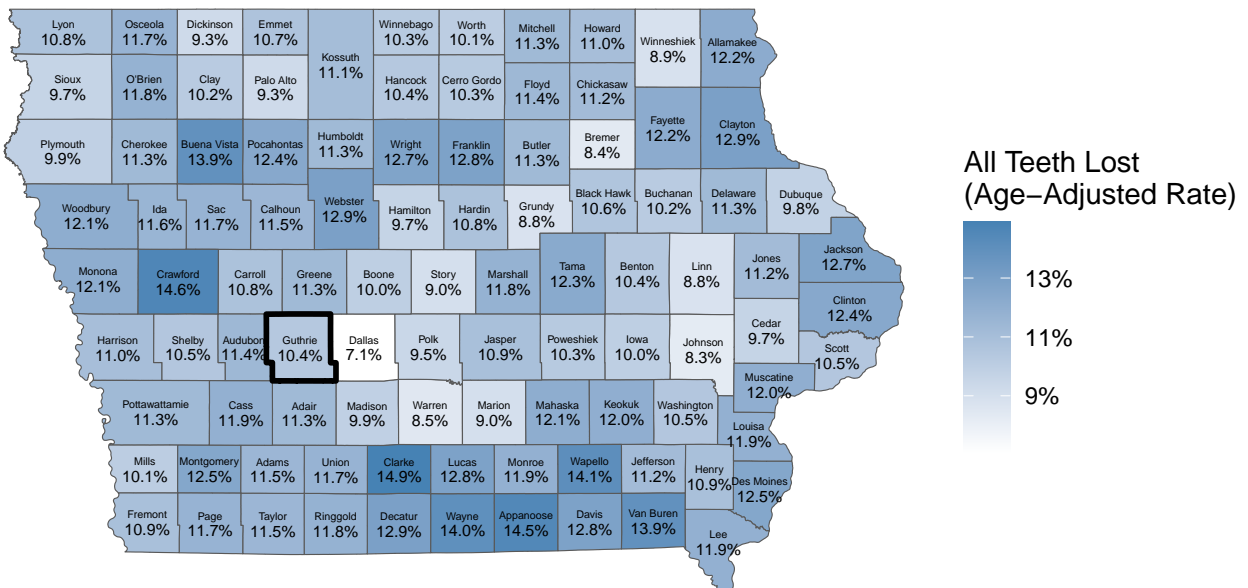 Lyon
10.8%
Osceola
11.7%
Dickinson
9.3%
Emmet
10.7%
Kossuth
11.1%
Winnebago
10.3%
Worth
10.1%
Mitchell
11.3%
Howard
11.0%
Winneshiek
8.9%
Allamakee
12.2%
Sioux
9.7%
O'Brien
11.8%
Clay
10.2%
Palo Alto
9.3%
Hancock
10.4%
Cerro Gordo
10.3%
Floyd
11.4%
Chickasaw
11.2%
Fayette
12.2%
Clayton
12.9%
Plymouth
9.9%
Cherokee
11.3%
Buena Vista
13.9%
Pocahontas
12.4%
Humboldt
11.3%
Wright
12.7%
Franklin
12.8%
Butler
11.3%
Bremer
8.4%
Woodbury
12.1%
Ida
11.6%
Sac
11.7%
Calhoun
11.5%
Webster
12.9%
Hamilton
9.7%
Hardin
10.8%
Grundy
8.8%
Black Hawk
10.6%
Buchanan
10.2%
Delaware
11.3%
Dubuque
9.8%
Monona
12.1%
Crawford
14.6%
Carroll
10.8%
Greene
11.3%
Boone
10.0%
Story
9.0%
Marshall
11.8%
Tama
12.3%
Benton
10.4%
Linn
8.8%
Jones
11.2%
Jackson
12.7%
Clinton
12.4%
Harrison
11.0%
Shelby
10.5%
Audubon
11.4%
Guthrie
10.4%
Dallas
7.1%
Polk
9.5%
Jasper
10.9%
Poweshiek
10.3%
Iowa
10.0%
Johnson
8.3%
Cedar
9.7%
Scott
10.5%
Muscatine
12.0%
Pottawattamie
11.3%
Cass
11.9%
Adair
11.3%
Madison
9.9%
Warren
8.5%
Marion
9.0%
Mahaska
12.1%
Keokuk
12.0%
Washington
10.5%
Louisa
11.9%
Mills
10.1%
Montgomery
12.5%
Adams
11.5%
Union
11.7%
Clarke
14.9%
Lucas
12.8%
Monroe
11.9%
Wapello
14.1%
Jefferson
11.2%
Henry
10.9%
Des Moines
12.5%
Fremont
10.9%
Page
11.7%
Taylor
11.5%
Ringgold
11.8%
Decatur
12.9%
Wayne
14.0%
Appanoose
14.5%
Davis
12.8%
Van Buren
13.9%
Lee
11.9%
All Teeth Lost
(Age−Adjusted Rate)
13%
11%
9%